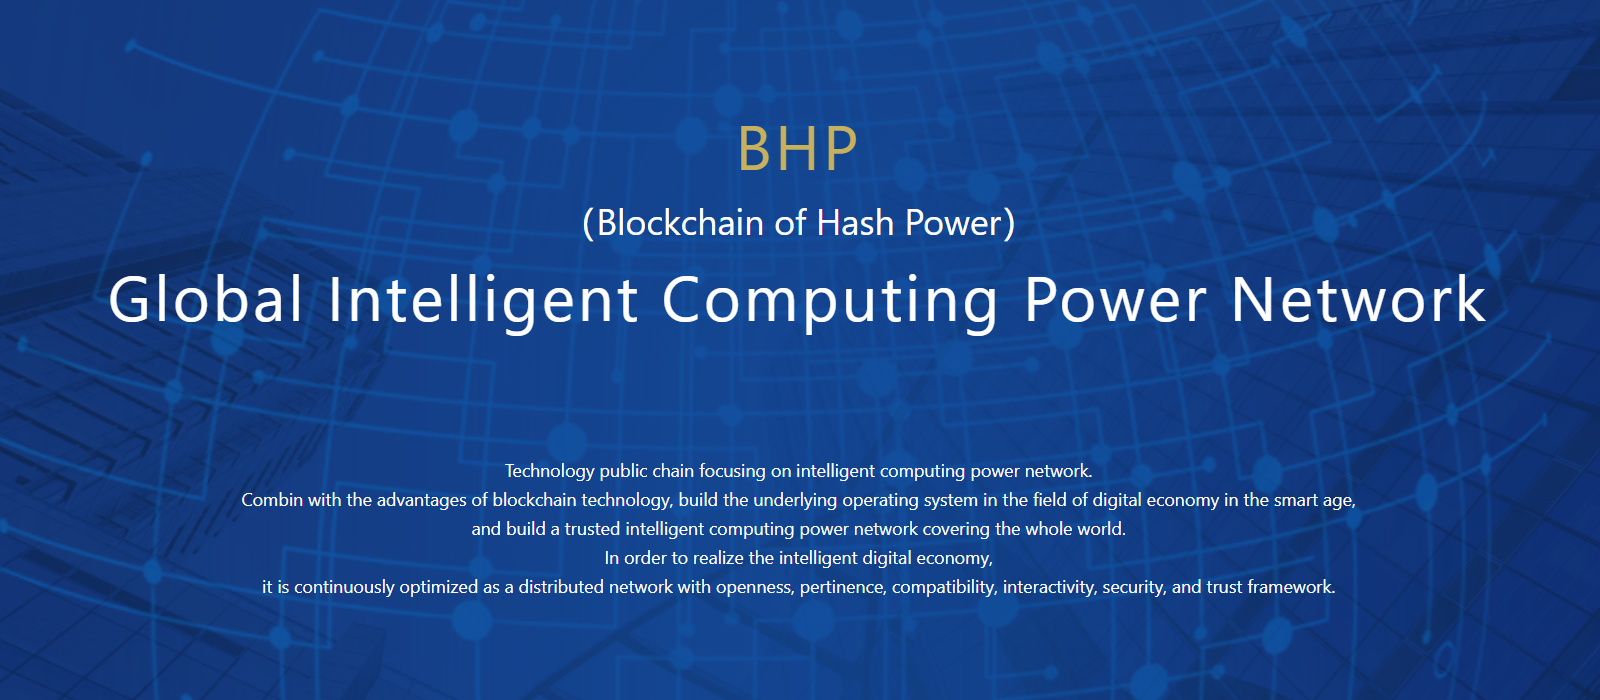 BHP
（Blockchain of Hash Power）
Global Intelligent Computing Power Network
Technology public chain focusing on intelligent computing power network.
Combin with the advantages of blockchain technology, build the underlying operating system in the field of digital economy in the smart age,
and build a trusted intelligent computing power network covering the whole world.
In order to realize the intelligent digital economy,
it is continuously optimized as a distributed network with openness, pertinence, compatibility, interactivity, security, and trust framework.